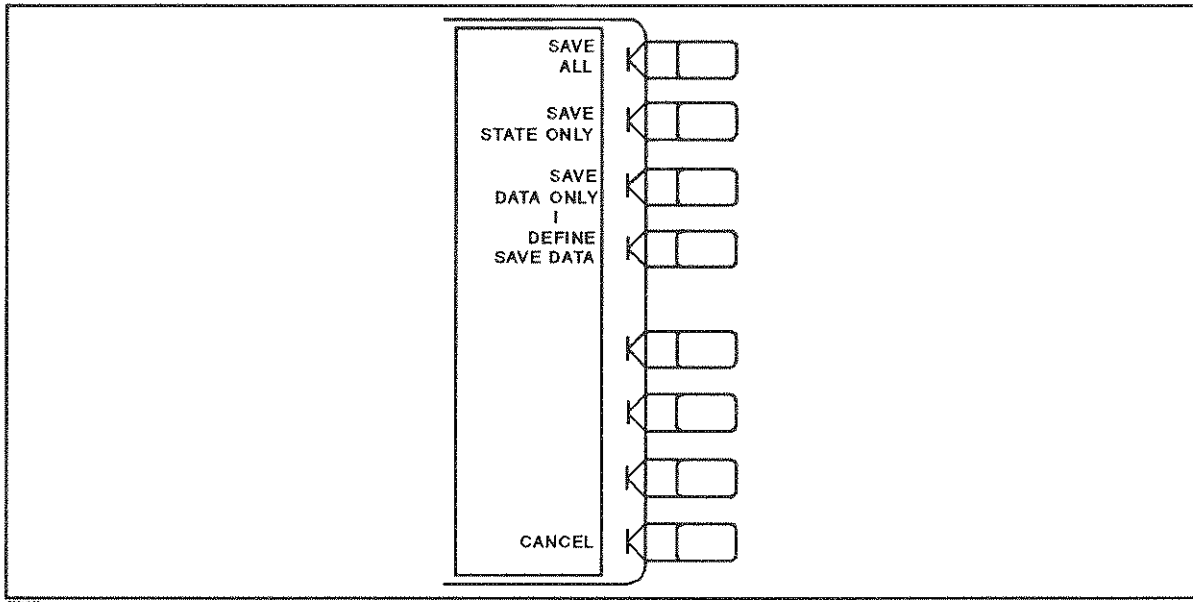 SAVE
ALL
SAVE
STATE ONLY
SAVE
DATA ONLY
I
DEFINE
SAVE DATA
CANCEL